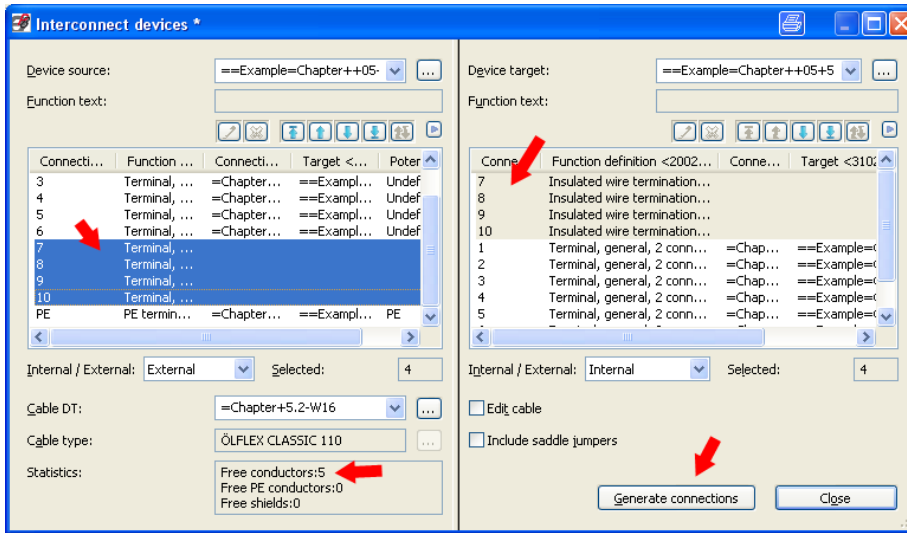 Interconnect devices *
Device source:
==Example=Chapter++05-
...
Function text:
Connecti... Function ... Connecti... Target <... Poter
3 Terminal, ... =Chapter... ==Exampl... Undef
4 Terminal, ... =Chapter... ==Exampl... Undef
5 Terminal, ... =Chapter... ==Exampl... Undef
6 Terminal, ... =Chapter... ==Exampl... Undef
7 Terminal, ...
8 Terminal, ...
9 Terminal, ...
10 Terminal, ...
PE PE termin... =Chapter... ==Exampl... PE
Internal / External: External Selected: 4
Cable DT: =Chapter+5.2-W16 ...
Cable type: ÖLFLEX CLASSIC 110 ...
Statistics:
Free conductors:5
Free PE conductors:0
Free shields:0
Device target: ==Example=Chapter++05+5 ...
Function text:
Conne Function definition <2002... Conne... Target <3102
7 Insulated wire termination...
8 Insulated wire termination...
9 Insulated wire termination...
10 Insulated wire termination...
1 Terminal, general, 2 conn... =Chap... ==Example=(
2 Terminal, general, 2 conn... =Chap... ==Example=(
3 Terminal, general, 2 conn... =Chap... ==Example=(
4 Terminal, general, 2 conn... =Chap... ==Example=(
5 Terminal, general, 2 conn... =Chap... ==Example=(
Internal / External: Internal Selected: 4
Edit cable
Include saddle jumpers
Generate connections Close